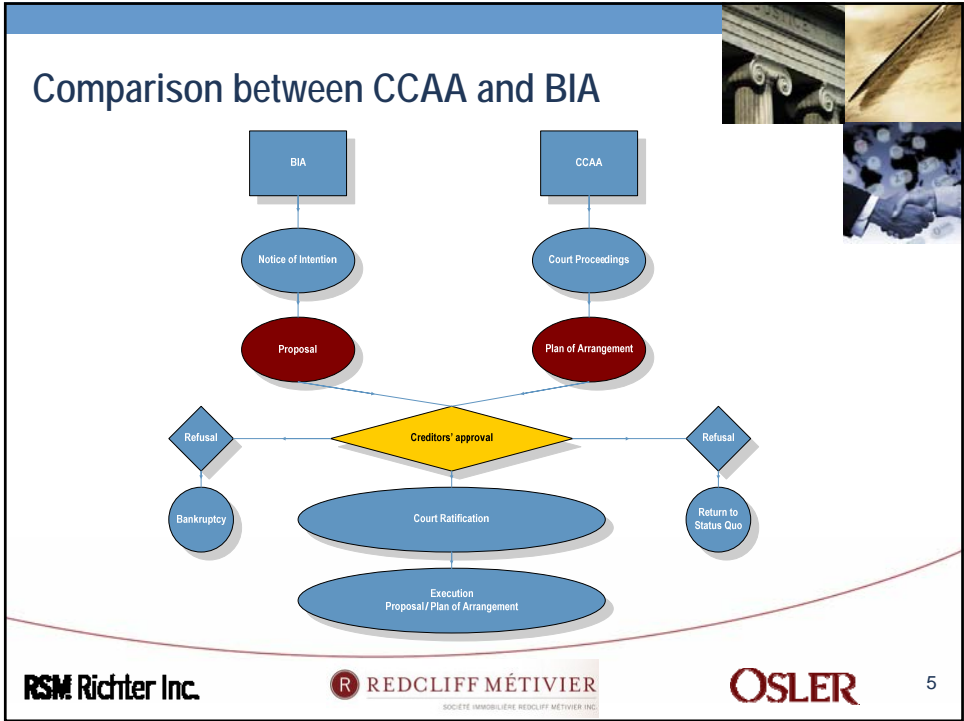 JUSTICE
Comparison between CCAA and BIA
BIA
CCAA
Notice of Intention
Court Proceedings
Proposal
Plan of Arrangement
Refusal
Creditors' approval
Refusal
Bankruptcy
Court Ratification
Return to
Status Quo
Execution
Proposal / Plan of Arrangement
RSM Richter Inc.
R REDCLIFF MÉTIVIER
SOCIÉTÉ IMMOBILIÈRE REDCLIFF MÉTIVIER INC.
OSLER
5